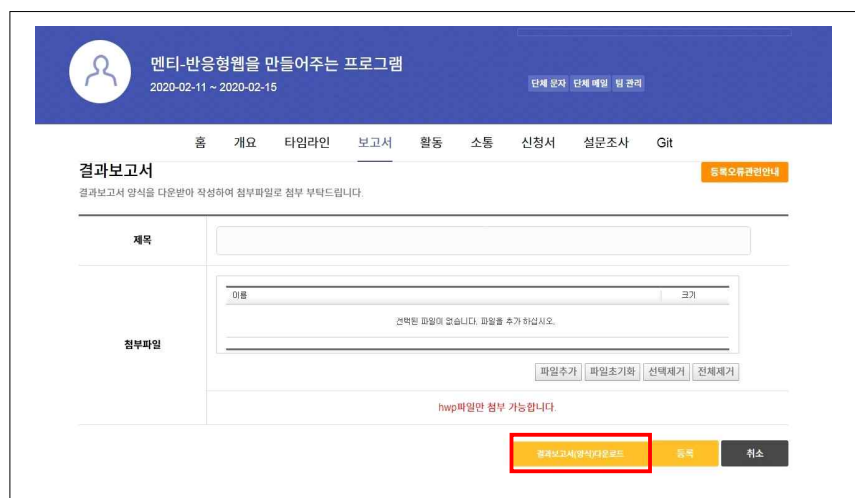 멘티-반응형웹을 만들어주는 프로그램
2020-02-11 ~ 2020-02-15
단체 문자 단체 메일 팀 관리
홈 개요 타임라인 보고서 활동 소통 신청서 설문조사 Git
결과보고서
등록오류관련안내
결과보고서 양식을 다운받아 작성하여 첨부파일로 첨부 부탁드립니다.
제목
이름 크기
선택된 파일이 없습니다. 파일을 추가 하십시오.
첨부파일
파일추가 파일초기화 선택제거 전체제거
hwp파일만 첨부 가능합니다.
결과보고서(양식)다운로드 등록 취소